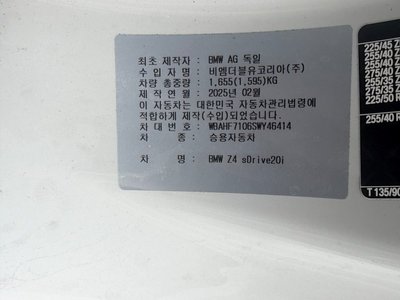 최초 제작자 : BMW AG 독일
수 입 자 명 : 비엠더블유코리아(주)
차량 총중량 : 1,655(1,595)KG
제 작 연 월 : 2025년 02월
이 자동차는 대한민국 자동차관리법령에
적합하게 제작(수입)되었습니다.
차 대 번 호 : WBAHF7106SWY46414
차 종 : 승용자동차
차 명 : BMW Z4 sDrive20i
225/45 Z
255/40 Z
255/40 Z
275/40 Z
255/35 Z
275/35 Z
225/50 R
255/40 R
T 135/90